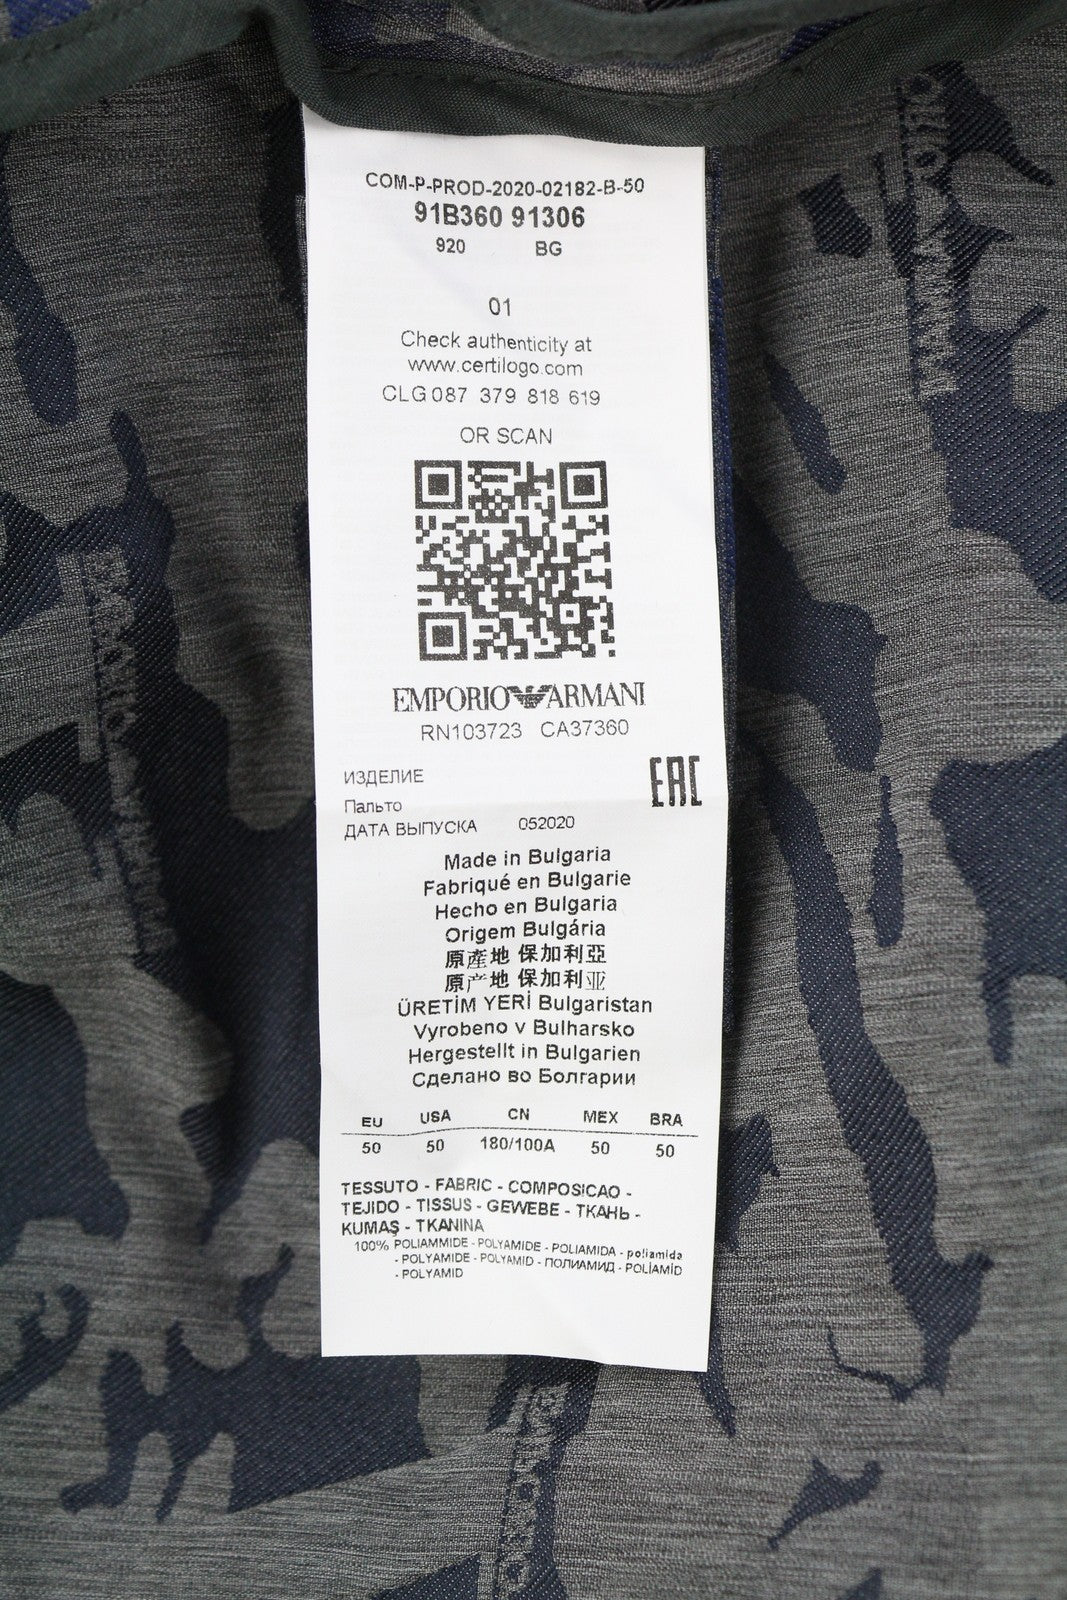 COM-P-PROD-2020-02182-B-50
91B360 91306
920 BG
01
Check authenticity at
www.certilogo.com
CLG 087 379 818 619
OR SCAN
EMPORIO ARMANI
RN103723 CA37360
ИЗДЕЛИЕ
Пальто
ДАТА ВЫПУСКА 052020
EAC
Made in Bulgaria
Fabriqué en Bulgarie
Hecho en Bulgaria
Origem Bulgária
原產地 保加利亞
原产地 保加利亚
ÜRETİM YERİ Bulgaristan
Vyrobeno v Bulharsko
Hergestellt in Bulgarien
Сделано во Болгарии
EU USA CN MEX BRA
50 50 180/100A 50 50
TESSUTO - FABRIC - COMPOSICAO -
TEJIDO - TISSUS - GEWEBE - ТКАНЬ -
KUMAŞ - TKANINA
100% POLIAMMIDE - POLYAMIDE - POLIAMIDA - poliamida
- POLYAMIDE - POLYAMID - ПОЛИАМИД - POLİAMİD
- POLYAMID